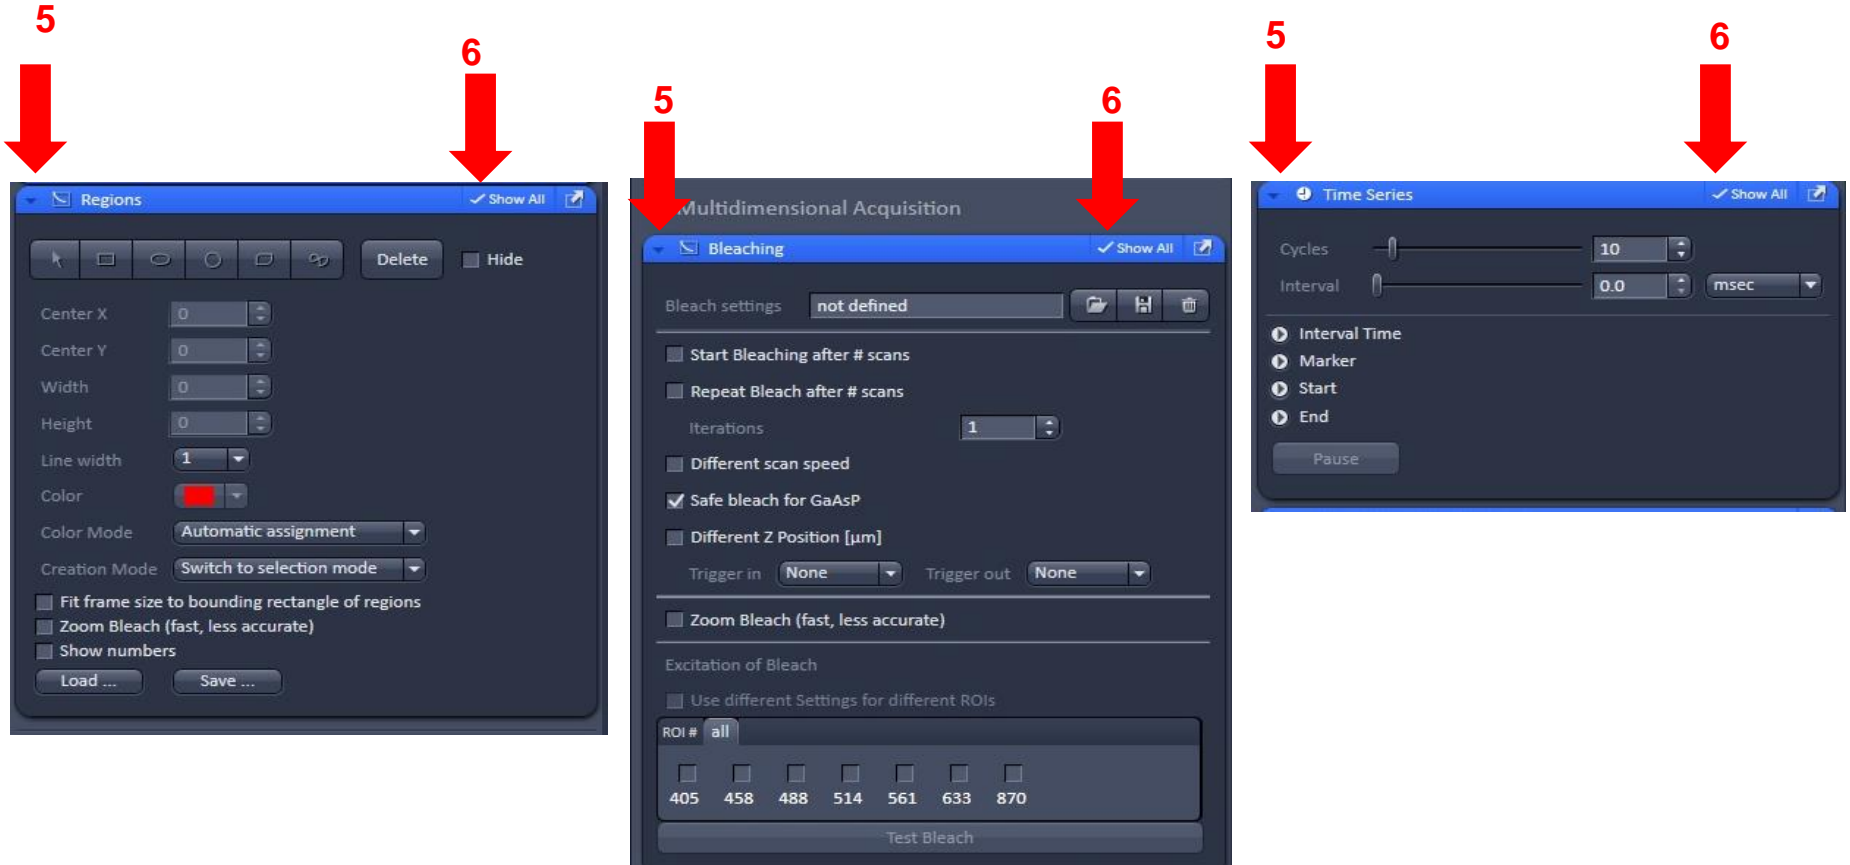 5
6
Regions
Show All
Delete
Hide
Center X
0
Center Y
0
Width
0
Height
0
Line width
1
Color
Color Mode
Automatic assignment
Creation Mode
Switch to selection mode
Fit frame size to bounding rectangle of regions
Zoom Bleach (fast, less accurate)
Show numbers
Load ...
Save ...
5
6
Multidimensional Acquisition
Bleaching
Show All
Bleach settings
not defined
Start Bleaching after # scans
Repeat Bleach after # scans
Iterations
1
Different scan speed
Safe bleach for GaAsP
Different Z Position [µm]
Trigger in
None
Trigger out
None
Zoom Bleach (fast, less accurate)
Excitation of Bleach
Use different Settings for different ROIs
ROI #
all
405 458 488 514 561 633 870
Test Bleach
5
6
Time Series
Show All
Cycles
10
Interval
0.0
msec
Interval Time
Marker
Start
End
Pause